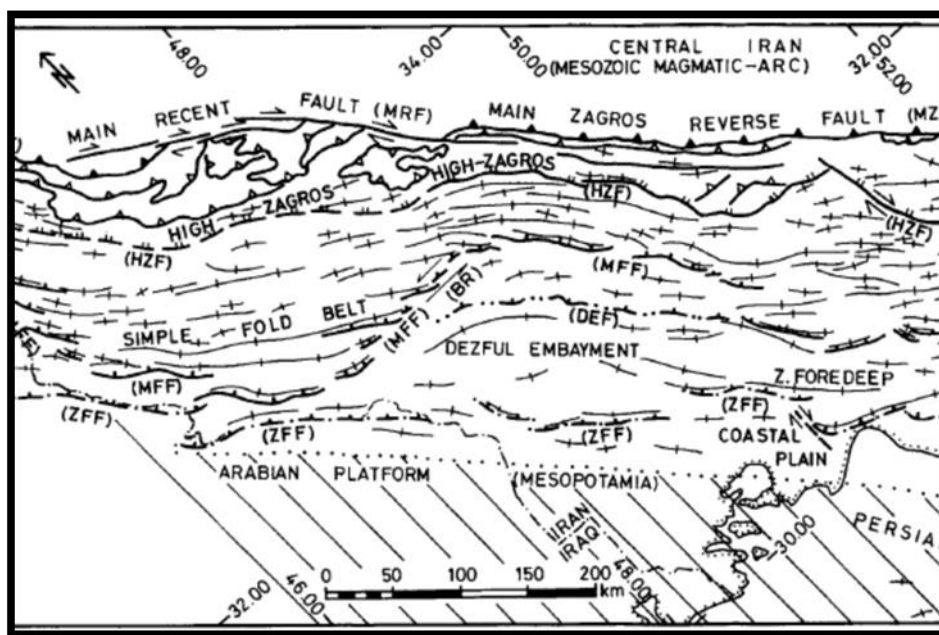 48.00
34.00
50.00
CENTRAL IRAN
(MESOZOIC MAGMATIC-ARC)
32.00
52.00
N
MAIN RECENT FAULT (MRF)
MAIN ZAGROS REVERSE FAULT (MZ
HIGH-ZAGROS
HIGH ZAGROS
(HZF)
(HZF)
(HZF)
(MFF)
(BR)
SIMPLE FOLD BELT
(MFF)
(DEF)
DEZFUL EMBAYMENT
FF)
(MFF)
Z. FOREDEEP
(ZFF)
(ZFF)
(ZFF)
(ZFF)
COASTAL
PLAIN
ARABIAN PLATFORM
(MESOPOTAMIA)
IRAN
IRAQ
PERSIA
30.00
0 50 100 150 200
km
32.00
46.00
48.00